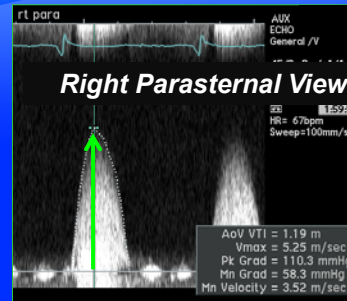 rt para
AUX
ECHO
General /V
Right Parasternal View
HR= 67bpm
Sweep=100mm/s
AoV VTI = 1.19 m
Vmax = 5.25 m/sec
Pk Grad = 110.3 mmHg
Mn Grad = 58.3 mmHg
Mn Velocity = 3.52 m/sec